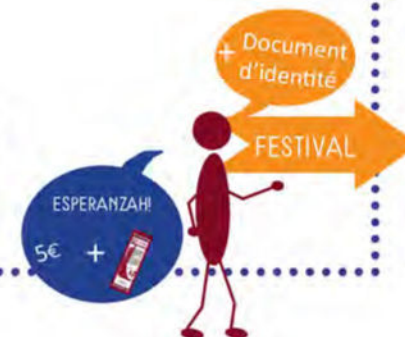 + Document
d'identité
FESTIVAL
ESPERANZAH!
5€ +